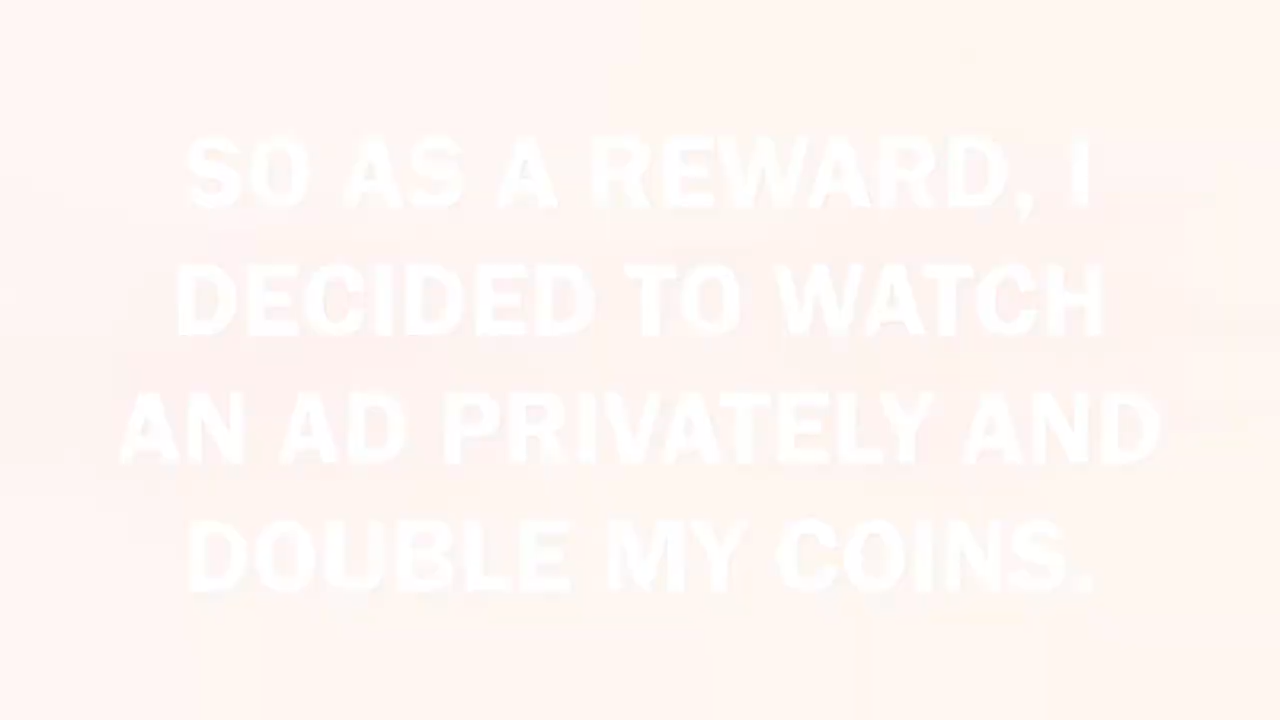 SO AS A REWARD, I
DECIDED TO WATCH
AN AD PRIVATELY AND
DOUBLE MY COINS.